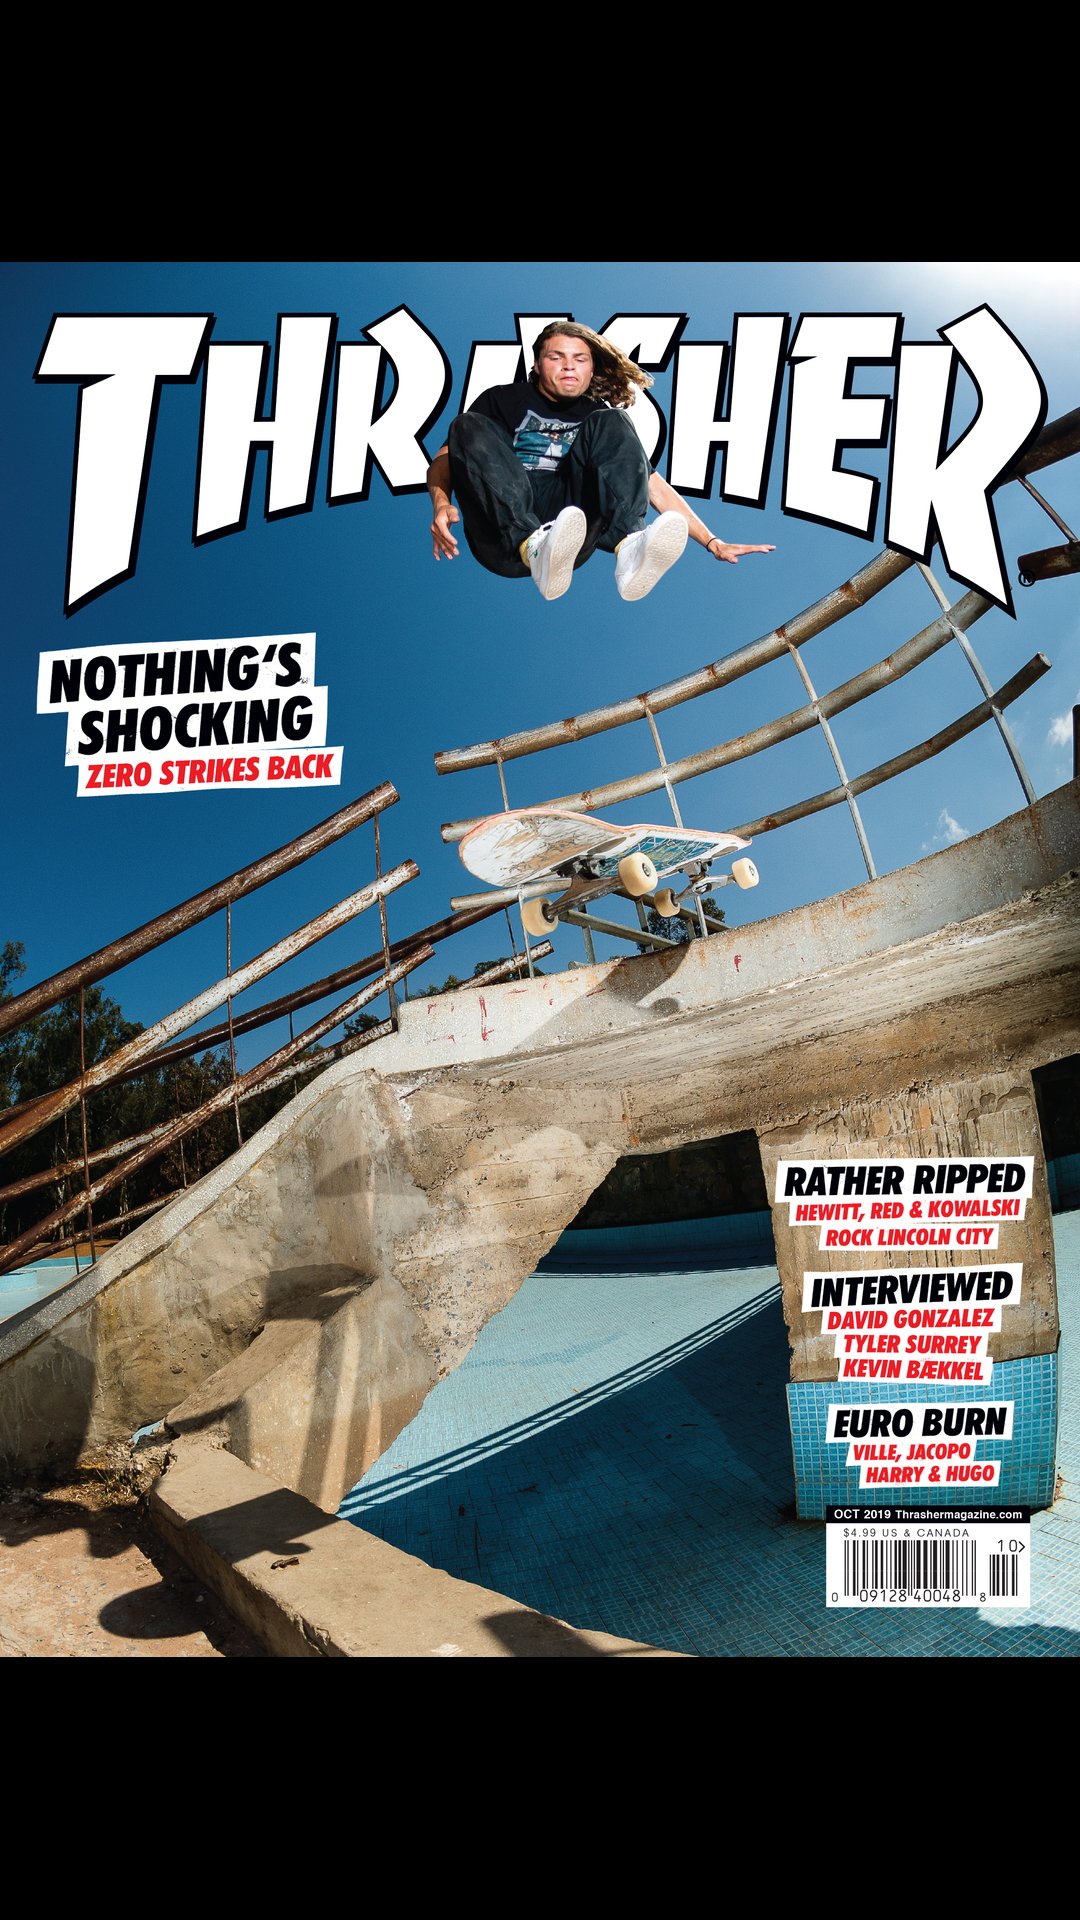 THRASHER
®
NOTHING'S
SHOCKING
ZERO STRIKES BACK
RATHER RIPPED
HEWITT, RED & KOWALSKI
ROCK LINCOLN CITY
INTERVIEWED
DAVID GONZALEZ
TYLER SURREY
KEVIN BÆKKEL
EURO BURN
VILLE, JACOPO
HARRY & HUGO
OCT 2019 Thrashermagazine.com
$4.99 US & CANADA
10>
0 09128 40048 8